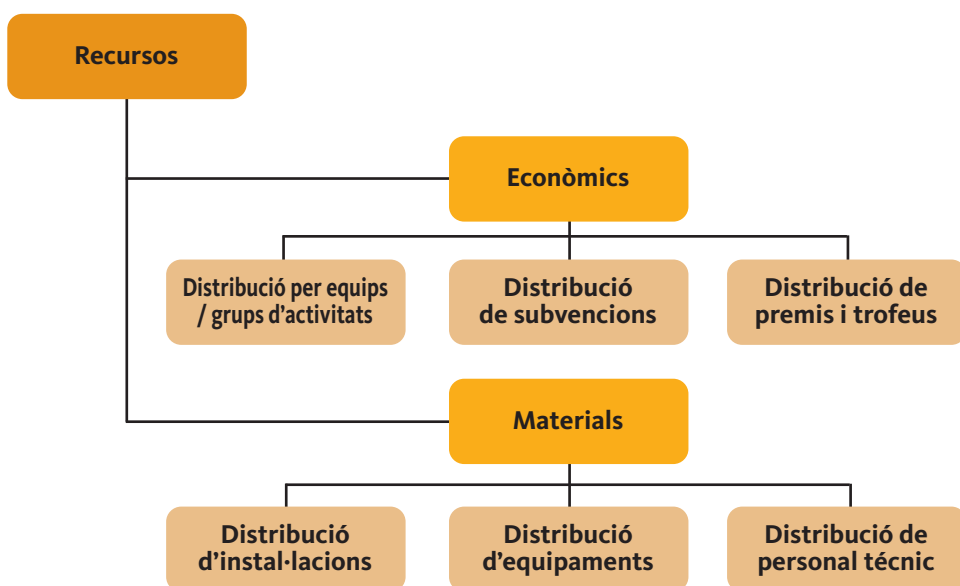 Recursos
Econòmics
Distribució per equips
/ grups d'activitats
Distribució
de subvencions
Distribució de
premis i trofeus
Materials
Distribució
d'instal·lacions
Distribució
d'equipaments
Distribució de
personal técnic